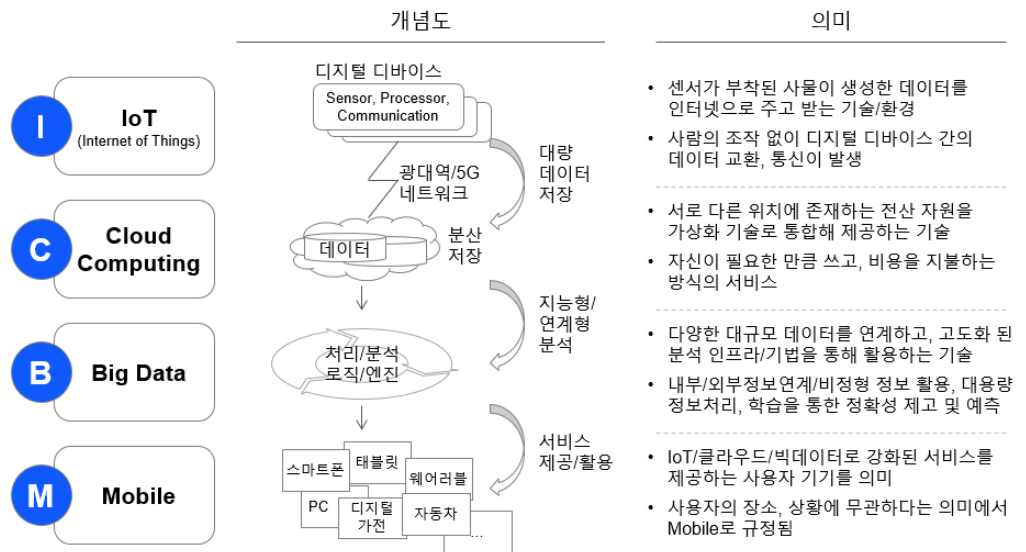 개념도
의미
I
IoT
(Internet of Things)
디지털 디바이스
Sensor, Processor,
Communication
광대역/5G
네트워크
대량
데이터
저장
• 센서가 부착된 사물이 생성한 데이터를
인터넷으로 주고 받는 기술/환경
• 사람의 조작 없이 디지털 디바이스 간의
데이터 교환, 통신이 발생
C
Cloud
Computing
데이터
분산
저장
지능형/
연계형
분석
• 서로 다른 위치에 존재하는 전산 자원을
가상화 기술로 통합해 제공하는 기술
• 자신이 필요한 만큼 쓰고, 비용을 지불하는
방식의 서비스
B
Big Data
처리/분석
로직/엔진
• 다양한 대규모 데이터를 연계하고, 고도화 된
분석 인프라/기법을 통해 활용하는 기술
• 내부/외부정보연계/비정형 정보 활용, 대용량
정보처리, 학습을 통한 정확성 제고 및 예측
서비스
제공/활용
M
Mobile
스마트폰
태블릿
웨어러블
PC
디지털
가전
자동차
...
• IoT/클라우드/빅데이터로 강화된 서비스를
제공하는 사용자 기기를 의미
• 사용자의 장소, 상황에 무관하다는 의미에서
Mobile로 규정됨